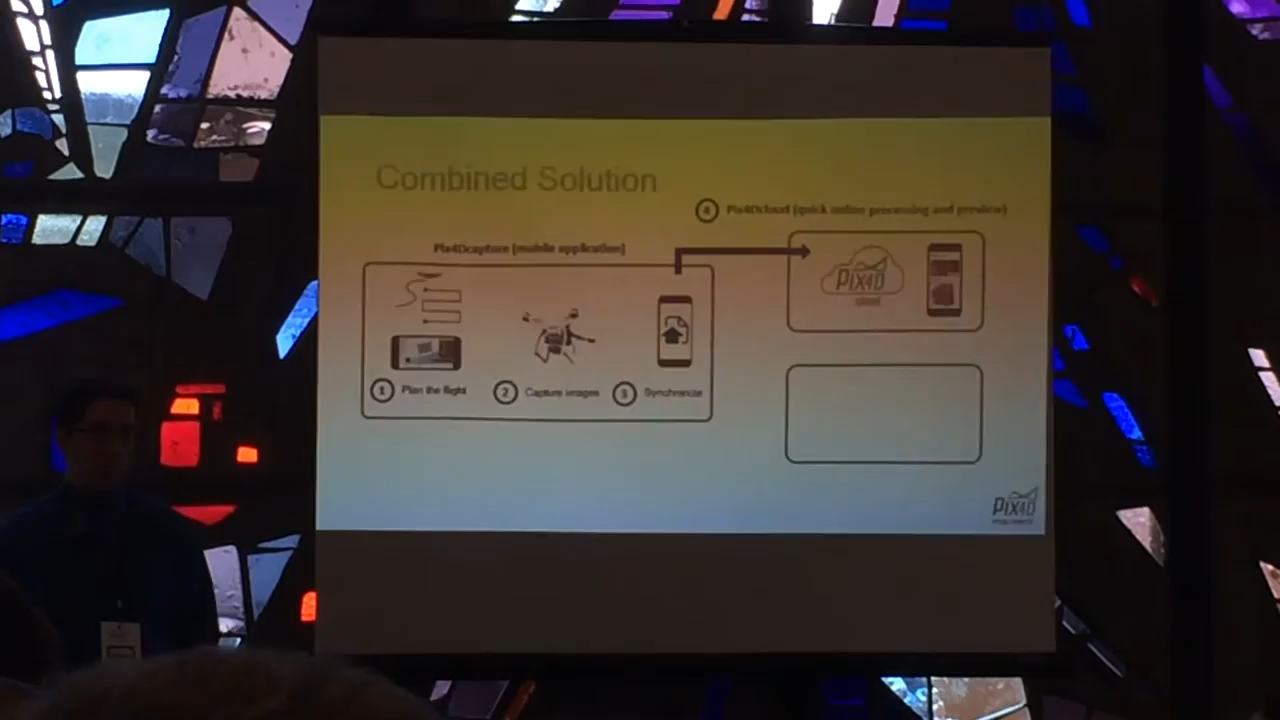 Combined Solution
4 Pix4Dcloud (quick online processing and preview)
Pix4Dcapture (mobile application)
PIX4D
cloud
1 Plan the flight
2 Capture images
3 Synchronize
PIX4D